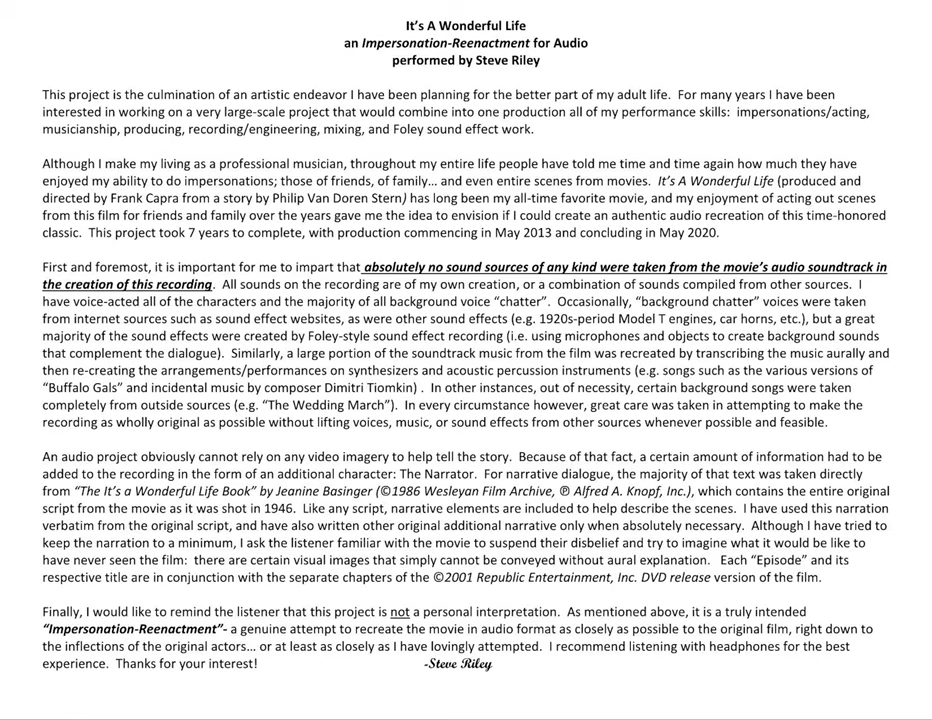 It's A Wonderful Life
an Impersonation-Reenactment for Audio
performed by Steve Riley
This project is the culmination of an artistic endeavor I have been planning for the better part of my adult life.  For many years I have been
interested in working on a very large-scale project that would combine into one production all of my performance skills:  impersonations/acting,
musicianship, producing, recording/engineering, mixing, and Foley sound effect work.
Although I make my living as a professional musician, throughout my entire life people have told me time and time again how much they have
enjoyed my ability to do impersonations; those of friends, of family… and even entire scenes from movies.  It's A Wonderful Life (produced and
directed by Frank Capra from a story by Philip Van Doren Stern) has long been my all-time favorite movie, and my enjoyment of acting out scenes
from this film for friends and family over the years gave me the idea to envision if I could create an authentic audio recreation of this time-honored
classic.  This project took 7 years to complete, with production commencing in May 2013 and concluding in May 2020.
First and foremost, it is important for me to impart that absolutely no sound sources of any kind were taken from the movie's audio soundtrack in
the creation of this recording.  All sounds on the recording are of my own creation, or a combination of sounds compiled from other sources.  I
have voice-acted all of the characters and the majority of all background voice "chatter".  Occasionally, "background chatter" voices were taken
from internet sources such as sound effect websites, as were other sound effects (e.g. 1920s-period Model T engines, car horns, etc.), but a great
majority of the sound effects were created by Foley-style sound effect recording (i.e. using microphones and objects to create background sounds
that complement the dialogue).  Similarly, a large portion of the soundtrack music from the film was recreated by transcribing the music aurally and
then re-creating the arrangements/performances on synthesizers and acoustic percussion instruments (e.g. songs such as the various versions of
"Buffalo Gals" and incidental music by composer Dimitri Tiomkin) .  In other instances, out of necessity, certain background songs were taken
completely from outside sources (e.g. "The Wedding March").  In every circumstance however, great care was taken in attempting to make the
recording as wholly original as possible without lifting voices, music, or sound effects from other sources whenever possible and feasible.
An audio project obviously cannot rely on any video imagery to help tell the story.  Because of that fact, a certain amount of information had to be
added to the recording in the form of an additional character: The Narrator.  For narrative dialogue, the majority of that text was taken directly
from "The It's a Wonderful Life Book" by Jeanine Basinger (©1986 Wesleyan Film Archive, ℗ Alfred A. Knopf, Inc.), which contains the entire original
script from the movie as it was shot in 1946.  Like any script, narrative elements are included to help describe the scenes.  I have used this narration
verbatim from the original script, and have also written other original additional narrative only when absolutely necessary.  Although I have tried to
keep the narration to a minimum, I ask the listener familiar with the movie to suspend their disbelief and try to imagine what it would be like to
have never seen the film:  there are certain visual images that simply cannot be conveyed without aural explanation.   Each "Episode" and its
respective title are in conjunction with the separate chapters of the ©2001 Republic Entertainment, Inc. DVD release version of the film.
Finally, I would like to remind the listener that this project is not a personal interpretation.  As mentioned above, it is a truly intended
"Impersonation-Reenactment"- a genuine attempt to recreate the movie in audio format as closely as possible to the original film, right down to
the inflections of the original actors… or at least as closely as I have lovingly attempted.  I recommend listening with headphones for the best
experience.  Thanks for your interest! -Steve Riley